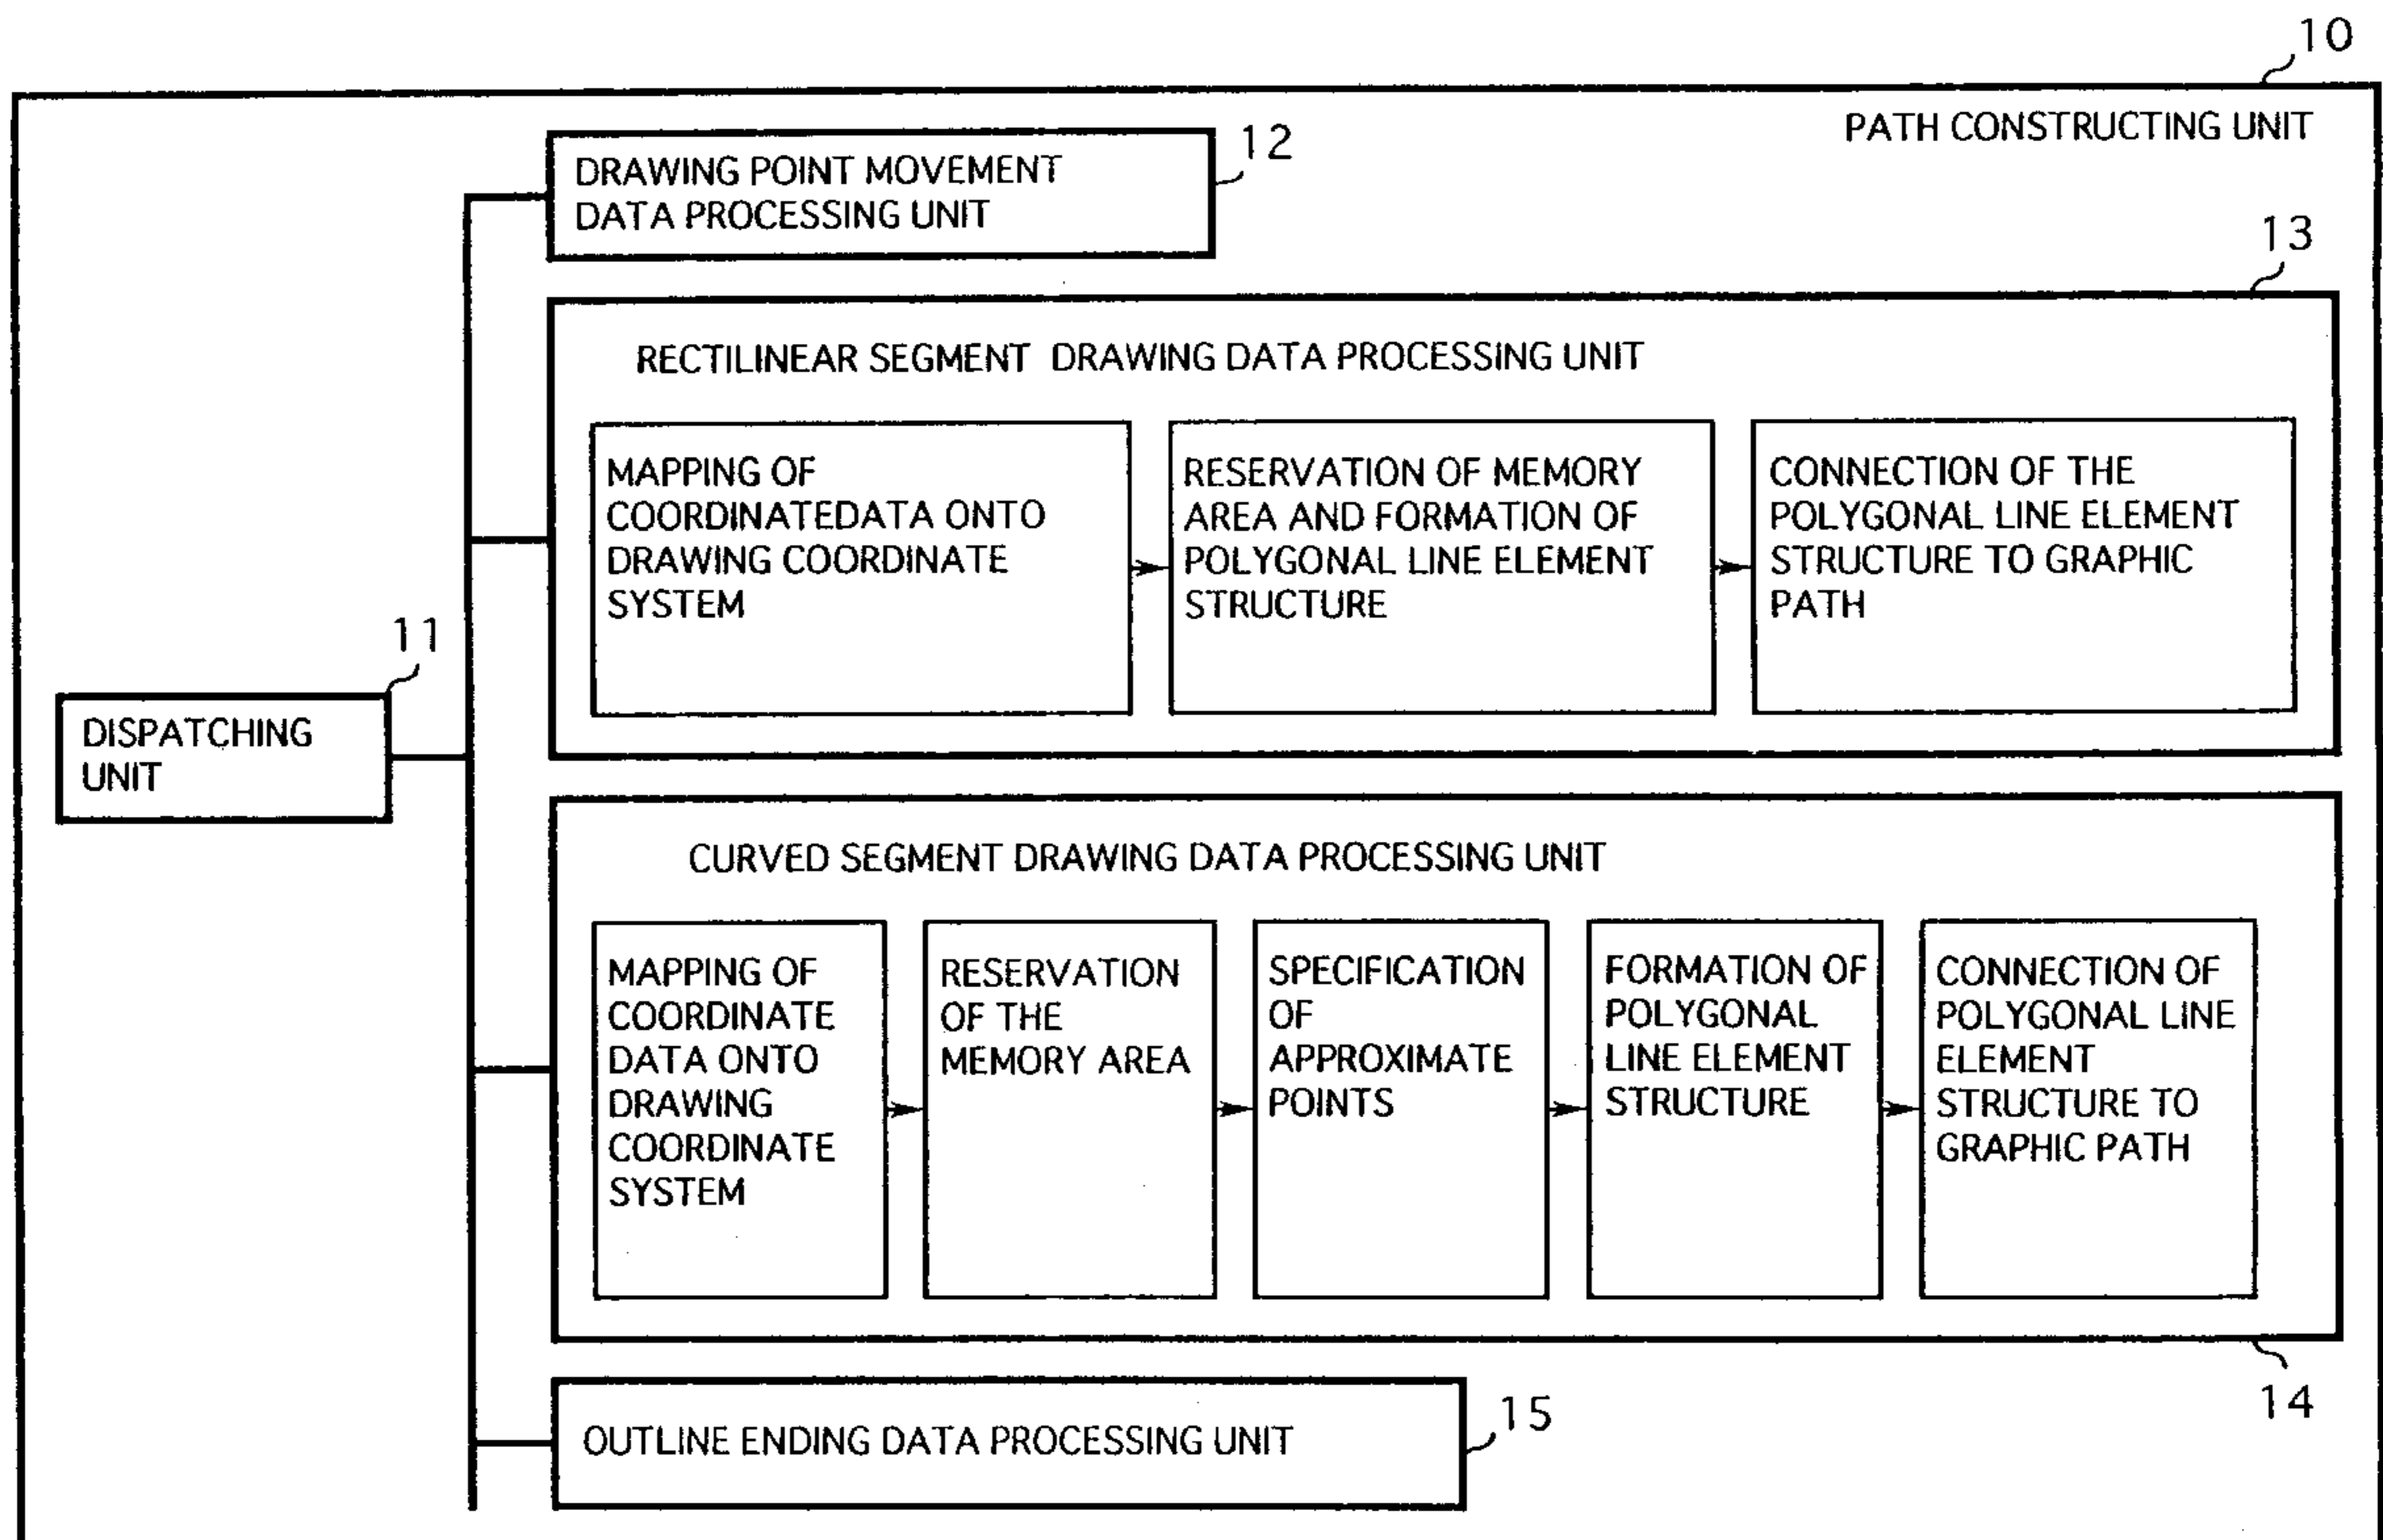 10
PATH CONSTRUCTING UNIT
12
DRAWING POINT MOVEMENT
DATA PROCESSING UNIT
13
RECTILINEAR SEGMENT DRAWING DATA PROCESSING UNIT
MAPPING OF
COORDINATEDATA ONTO
DRAWING COORDINATE
SYSTEM
RESERVATION OF MEMORY
AREA AND FORMATION OF
POLYGONAL LINE ELEMENT
STRUCTURE
CONNECTION OF THE
POLYGONAL LINE ELEMENT
STRUCTURE TO GRAPHIC
PATH
11
DISPATCHING
UNIT
CURVED SEGMENT DRAWING DATA PROCESSING UNIT
MAPPING OF
COORDINATE
DATA ONTO
DRAWING
COORDINATE
SYSTEM
RESERVATION
OF THE
MEMORY AREA
SPECIFICATION
OF
APPROXIMATE
POINTS
FORMATION OF
POLYGONAL
LINE ELEMENT
STRUCTURE
CONNECTION OF
POLYGONAL LINE
ELEMENT
STRUCTURE TO
GRAPHIC PATH
14
15
OUTLINE ENDING DATA PROCESSING UNIT